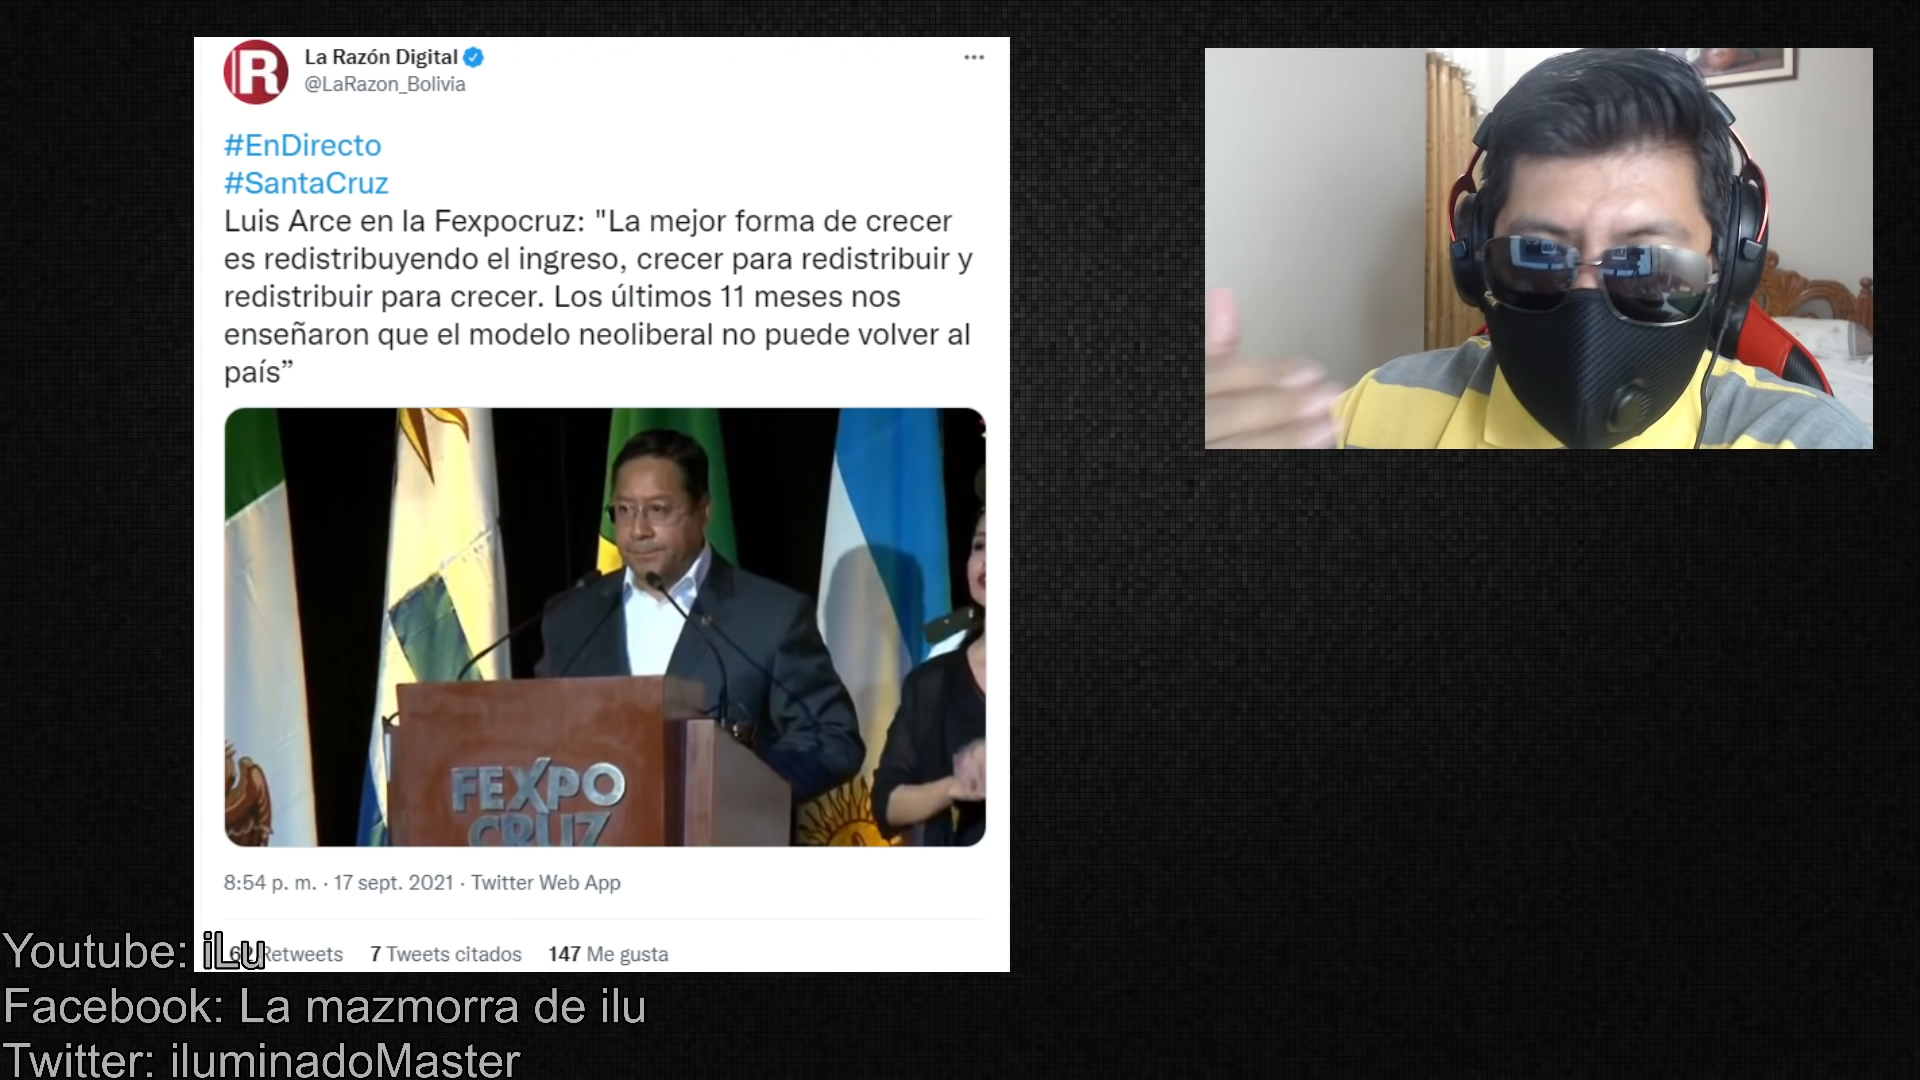 La Razón Digital
@LaRazon_Bolivia
#EnDirecto
#SantaCruz
Luis Arce en la Fexpocruz: "La mejor forma de crecer
es redistribuyendo el ingreso, crecer para redistribuir y
redistribuir para crecer. Los últimos 11 meses nos
enseñaron que el modelo neoliberal no puede volver al
país”
FEXPO
CRUZ
8:54 p. m. · 17 sept. 2021 · Twitter Web App
Retweets 7 Tweets citados 147 Me gusta
Youtube: iLu
Facebook: La mazmorra de ilu
Twitter: iluminadoMaster